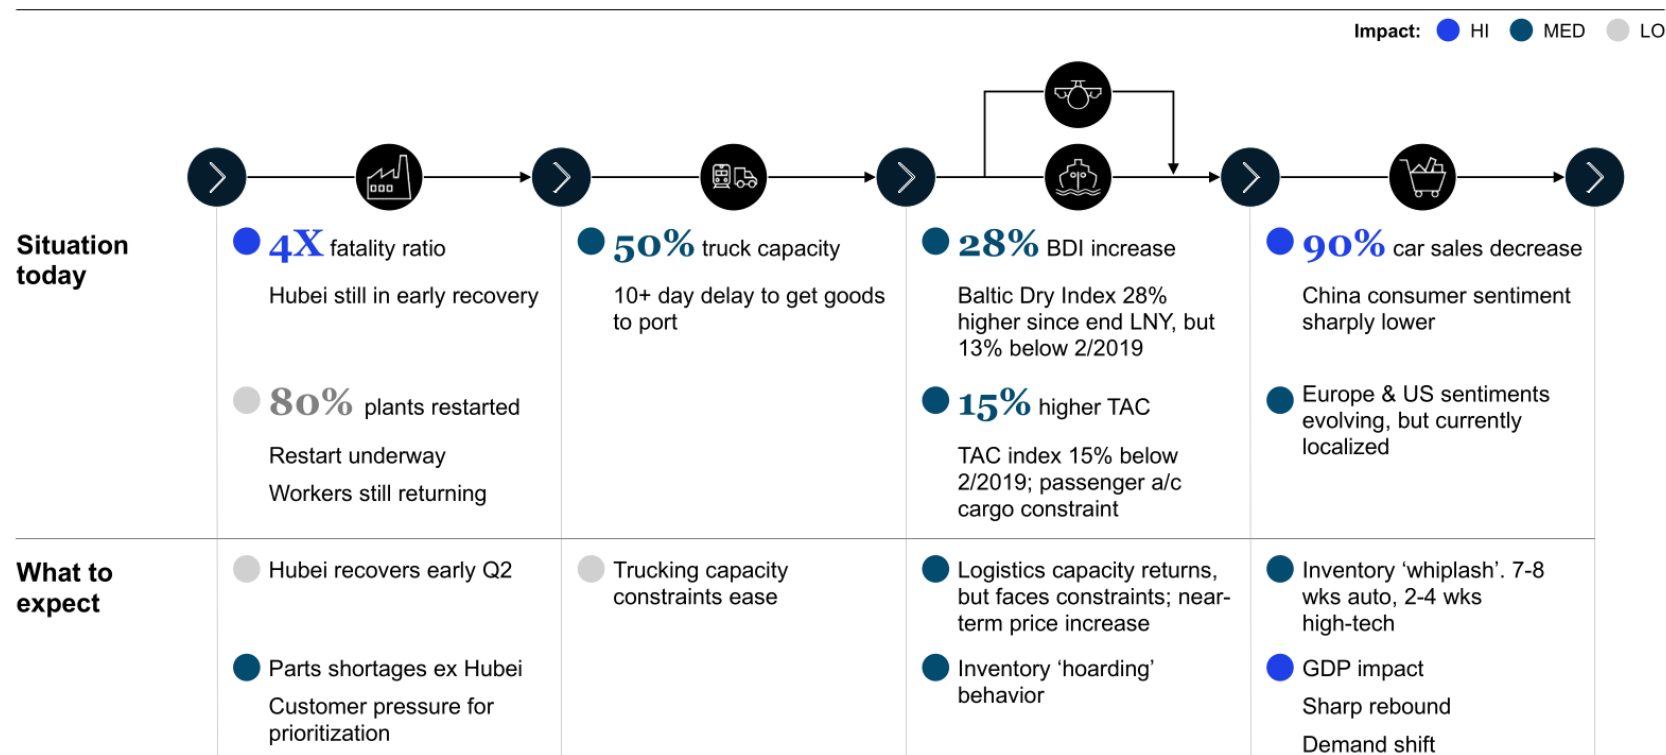 Impact: HI MED LO
Situation
today
4X fatality ratio
Hubei still in early recovery
80% plants restarted
Restart underway
Workers still returning
50% truck capacity
10+ day delay to get goods
to port
28% BDI increase
Baltic Dry Index 28%
higher since end LNY, but
13% below 2/2019
15% higher TAC
TAC index 15% below
2/2019; passenger a/c
cargo constraint
90% car sales decrease
China consumer sentiment
sharply lower
Europe & US sentiments
evolving, but currently
localized
What to
expect
Hubei recovers early Q2
Parts shortages ex Hubei
Customer pressure for
prioritization
Trucking capacity
constraints ease
Logistics capacity returns,
but faces constraints; near-
term price increase
Inventory ‘hoarding’
behavior
Inventory ‘whiplash’. 7-8
wks auto, 2-4 wks
high-tech
GDP impact
Sharp rebound
Demand shift